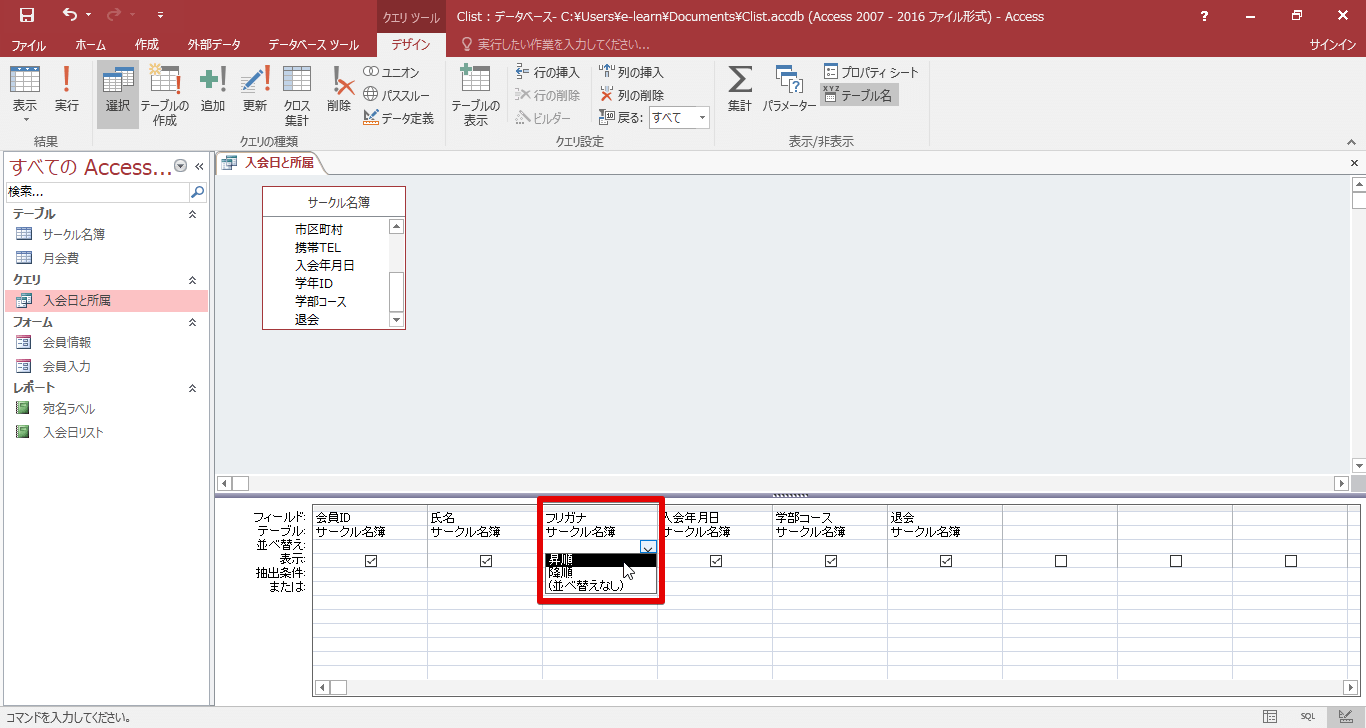 クエリ ツール
Clist : データベース- C:¥Users¥e-learn¥Documents¥Clist.accdb (Access 2007 - 2016 ファイル形式) - Access
?
ファイル ホーム 作成 外部データ データベース ツール デザイン 実行したい作業を入力してください... サインイン
表示
実行
結果
選択
テーブルの
作成
追加
更新
クロス
集計
削除
ユニオン
パススルー
データ定義
クエリの種類
テーブルの
表示
行の挿入
行の削除
ビルダー
列の挿入
列の削除
戻る: すべて
クエリ設定
集計
パラメーター
プロパティ シート
XYZ
テーブル名
表示/非表示
すべての Access...
検索...
テーブル
サークル名簿
月会費
クエリ
入会日と所属
フォーム
会員情報
会員入力
レポート
宛名ラベル
入会日リスト
入会日と所属
サークル名簿
市区町村
携帯TEL
入会年月日
学年ID
学部コース
退会
フィールド: 会員ID 氏名 フリガナ 入会年月日 学部コース 退会
テーブル: サークル名簿 サークル名簿 サークル名簿 サークル名簿 サークル名簿 サークル名簿
並べ替え:
表示: 昇順
抽出条件: 降順
または: (並べ替えなし)
コマンドを入力してください。
SQL